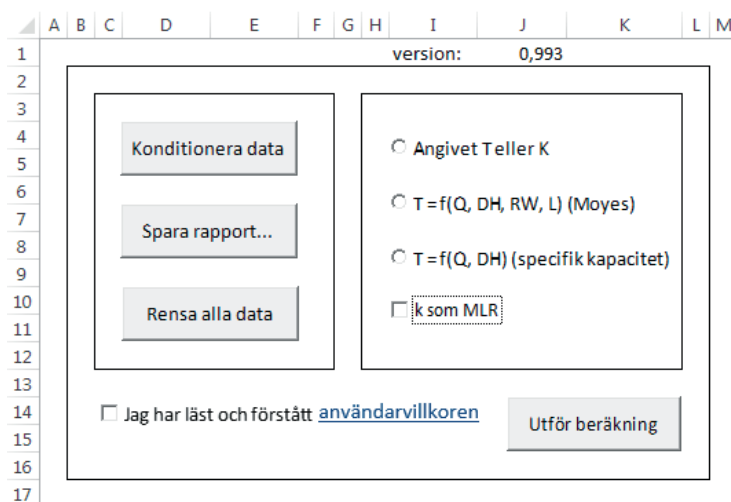 A B C D E F G H I J K L M
1 version: 0,993
2
3
4
Konditionera data
Angivet T eller K
5
6
T =f(Q, DH, RW, L) (Moyes)
7
Spara rapport...
8
T =f(Q, DH) (specifik kapacitet)
9
10
Rensa alla data
k som MLR
11
12
13
14 Jag har läst och förstått användarvillkoren
Utför beräkning
15
16
17